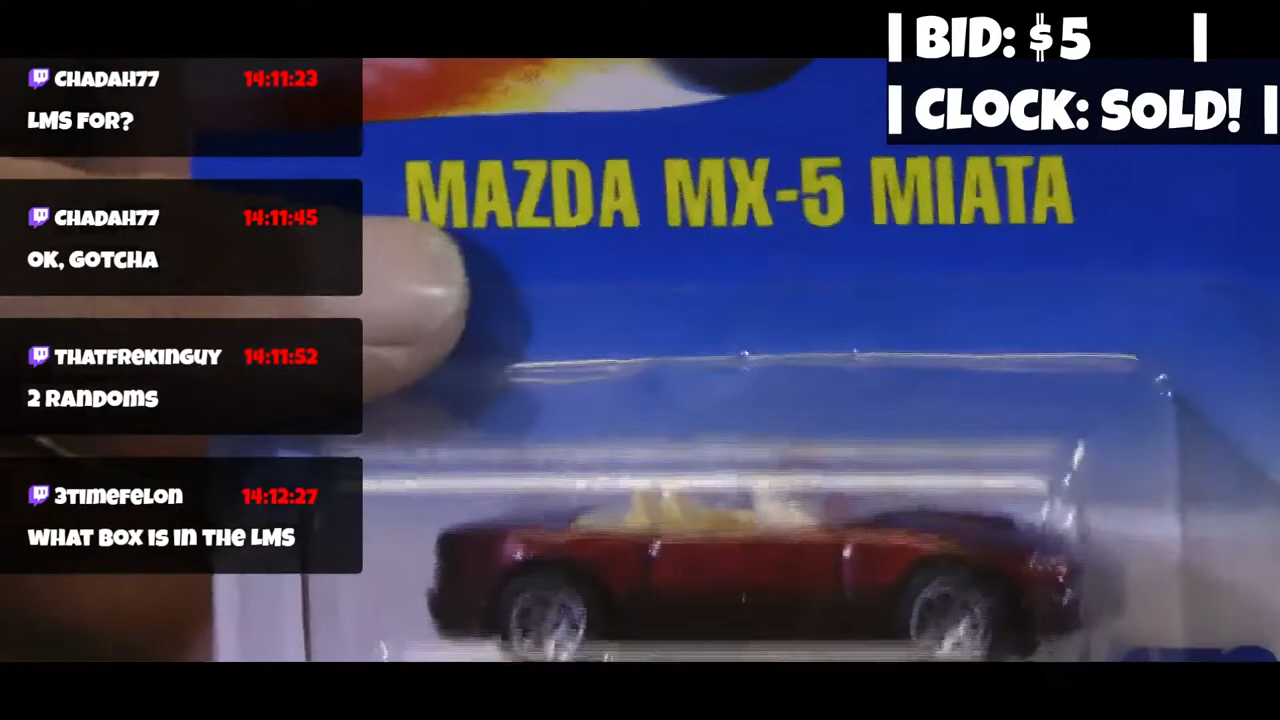 CHADAH77 14:11:23
LMS FOR?
CHADAH77 14:11:45
OK, GOTCHA
THATFREKINGUY 14:11:52
2 RANDOMS
3TIMEFELON 14:12:27
WHAT BOX IS IN THE LMS
| BID: $5 |
| CLOCK: SOLD! |
MAZDA MX-5 MIATA